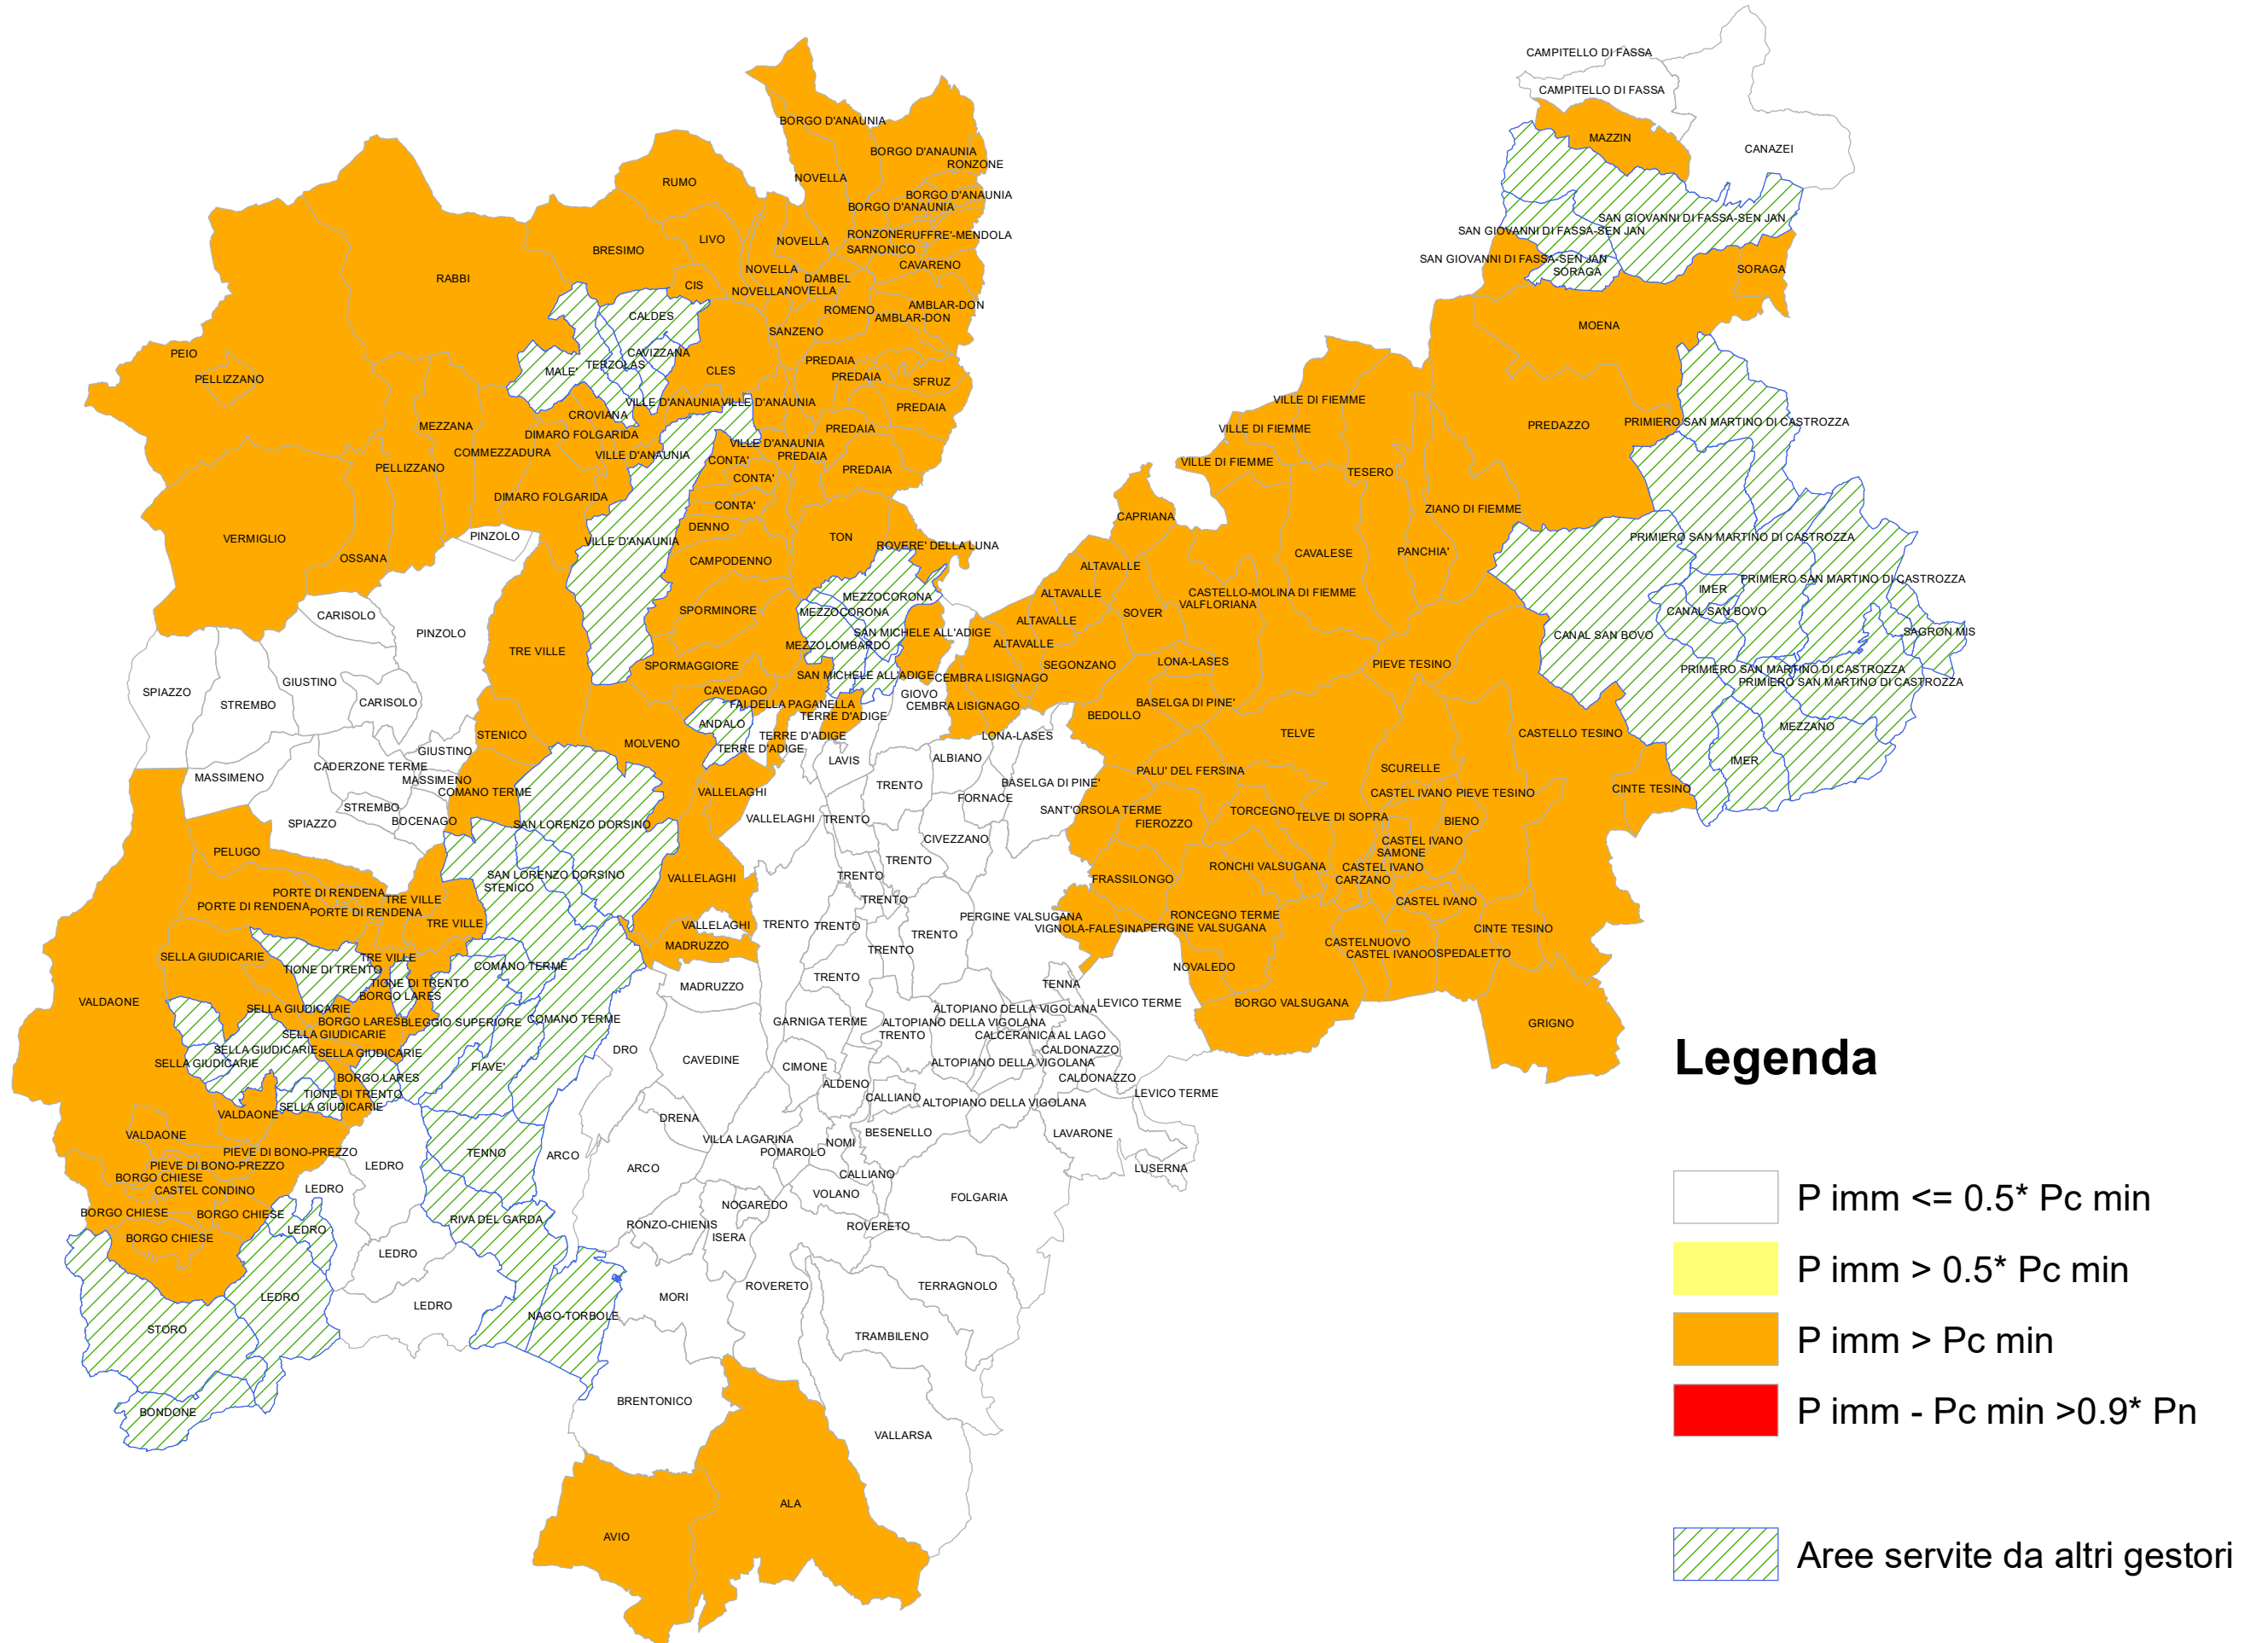 CAMPITELLO DI FASSA
CAMPITELLO DI FASSA
BORGO D'ANAUNIA
MAZZIN
CANAZEI
BORGO D'ANAUNIA
RONZONE
NOVELLA
RUMO
BORGO D'ANAUNIA
BORGO D'ANAUNIA
SAN GIOVANNI DI FASSA-SEN JAN
SAN GIOVANNI DI FASSA-SEN JAN
RONZONE
RUFFRE'-MENDOLA
LIVO
NOVELLA
BRESIMO
SARNONICO
SAN GIOVANNI DI FASSA-SEN JAN
SORAGA
SORAGA
CAVARENO
NOVELLA
RABBI
DAMBEL
CIS
NOVELLA
NOVELLA
AMBLAR-DON
ROMENO
AMBLAR-DON
CALDES
MOENA
SANZENO
PEIO
CAVIZZANA
PREDAIA
TERZOLAS
MALE'
CLES
PREDAIA
PELLIZZANO
SFRUZ
VILLE D'ANAUNIA
VILLE D'ANAUNIA
VILLE DI FIEMME
PREDAIA
CROVIANA
PRIMIERO SAN MARTINO DI CASTROZZA
MEZZANA
PREDAZZO
VILLE DI FIEMME
PREDAIA
DIMARO FOLGARIDA
VILLE D'ANAUNIA
COMMEZZADURA
VILLE D'ANAUNIA
PREDAIA
CONTA'
VILLE DI FIEMME
PELLIZZANO
PREDAIA
TESERO
CONTA'
DIMARO FOLGARIDA
CONTA'
ZIANO DI FIEMME
CAPRIANA
DENNO
PINZOLO
TON
PRIMIERO SAN MARTINO DI CASTROZZA
VERMIGLIO
VILLE D'ANAUNIA
ROVERE' DELLA LUNA
PANCHIA'
CAVALESE
OSSANA
CAMPODENNO
ALTAVALLE
PRIMIERO SAN MARTINO DI CASTROZZA
IMER
ALTAVALLE
CASTELLO-MOLINA DI FIEMME
MEZZOCORONA
VALFLORIANA
CANAL SAN BOVO
MEZZOCORONA
SPORMINORE
SOVER
CARISOLO
ALTAVALLE
SAN MICHELE ALL'ADIGE
PINZOLO
SAGRON MIS
CANAL SAN BOVO
ALTAVALLE
MEZZOLOMBARDO
TRE VILLE
LONA-LASES
PIEVE TESINO
SPORMAGGIORE
SEGONZANO
PRIMIERO SAN MARTINO DI CASTROZZA
SAN MICHELE ALL'ADIGE
CEMBRA LISIGNAGO
GIUSTINO
PRIMIERO SAN MARTINO DI CASTROZZA
SPIAZZO
CAVEDAGO
GIOVO
CARISOLO
BASELGA DI PINE'
STREMBO
FAI DELLA PAGANELLA
CEMBRA LISIGNAGO
TERRE D'ADIGE
BEDOLLO
ANDALO
MEZZANO
STENICO
TERRE D'ADIGE
LONA-LASES
TELVE
CASTELLO TESINO
MOLVENO
TERRE D'ADIGE
GIUSTINO
ALBIANO
LAVIS
IMER
CADERZONE TERME
SCURELLE
PALU' DEL FERSINA
MASSIMENO
MASSIMENO
BASELGA DI PINE'
TRENTO
COMANO TERME
VALLELAGHI
CASTEL IVANO
PIEVE TESINO
CINTE TESINO
FORNACE
STREMBO
SANT'ORSOLA TERME
TORCEGNO
TELVE DI SOPRA
VALLELAGHI
TRENTO
BOCENAGO
SPIAZZO
SAN LORENZO DORSINO
FIEROZZO
BIENO
CIVEZZANO
CASTEL IVANO
PELUGO
SAMONE
TRENTO
RONCHI VALSUGANA
CASTEL IVANO
SAN LORENZO DORSINO
TRENTO
VALLELAGHI
FRASSILONGO
CARZANO
STENICO
PORTE DI RENDENA
TRE VILLE
TRENTO
CASTEL IVANO
PORTE DI RENDENA
PORTE DI RENDENA
RONCEGNO TERME
PERGINE VALSUGANA
TRE VILLE
VALLELAGHI
TRENTO
TRENTO
VIGNOLA-FALESINA
PERGINE VALSUGANA
CINTE TESINO
TRENTO
CASTELNUOVO
MADRUZZO
TRENTO
CASTEL IVANO
OSPEDALETTO
SELLA GIUDICARIE
TRE VILLE
COMANO TERME
NOVALEDO
TIONE DI TRENTO
TRENTO
TIONE DI TRENTO
TENNA
MADRUZZO
BORGO LARES
VALDAONE
LEVICO TERME
BORGO VALSUGANA
SELLA GIUDICARIE
ALTOPIANO DELLA VIGOLANA
COMANO TERME
BORGO LARES
BLEGGIO SUPERIORE
GARNIGA TERME
ALTOPIANO DELLA VIGOLANA
GRIGNO
SELLA GIUDICARIE
TRENTO
CALCERANICA AL LAGO
SELLA GIUDICARIE
SELLA GIUDICARIE
DRO
CALDONAZZO
SELLA GIUDICARIE
CAVEDINE
ALTOPIANO DELLA VIGOLANA
FIAVE'
CIMONE
BORGO LARES
CALDONAZZO
ALDENO
TIONE DI TRENTO
LEVICO TERME
CALLIANO
SELLA GIUDICARIE
ALTOPIANO DELLA VIGOLANA
VALDAONE
DRENA
VALDAONE
BESENELLO
LAVARONE
VILLA LAGARINA
NOMI
PIEVE DI BONO-PREZZO
POMAROLO
TENNO
ARCO
PIEVE DI BONO-PREZZO
LEDRO
ARCO
LUSERNA
CALLIANO
BORGO CHIESE
CASTEL CONDINO
LEDRO
VOLANO
FOLGARIA
NOGAREDO
BORGO CHIESE
BORGO CHIESE
RIVA DEL GARDA
RONZO-CHIENIS
ROVERETO
LEDRO
BORGO CHIESE
ISERA
LEDRO
ROVERETO
TERRAGNOLO
LEDRO
MORI
LEDRO
NAGO-TORBOLE
STORO
TRAMBILENO
BRENTONICO
BONDONE
VALLARSA
ALA
AVIO
Legenda
P imm <= 0.5* Pc min
P imm > 0.5* Pc min
P imm > Pc min
P imm - Pc min >0.9* Pn
Aree servite da altri gestori